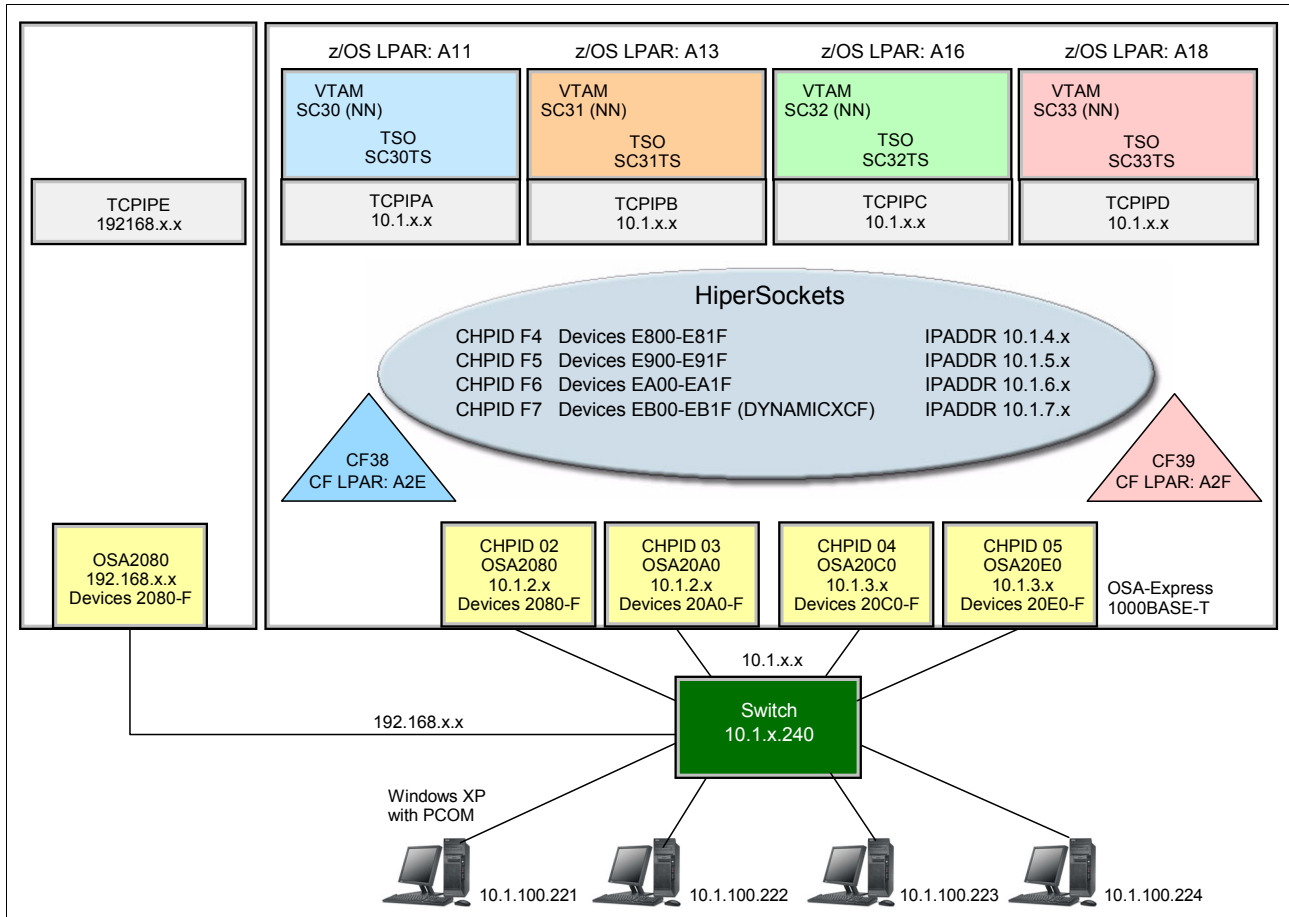 z/OS LPAR: A11
z/OS LPAR: A13
z/OS LPAR: A16
z/OS LPAR: A18
VTAM
SC30 (NN)
TSO
SC30TS
VTAM
SC31 (NN)
TSO
SC31TS
VTAM
SC32 (NN)
TSO
SC32TS
VTAM
SC33 (NN)
TSO
SC33TS
TCPIPE
192168.x.x
TCPIPA
10.1.x.x
TCPIPB
10.1.x.x
TCPIPC
10.1.x.x
TCPIPD
10.1.x.x
HiperSockets
CHPID F4 Devices E800-E81F IPADDR 10.1.4.x
CHPID F5 Devices E900-E91F IPADDR 10.1.5.x
CHPID F6 Devices EA00-EA1F IPADDR 10.1.6.x
CHPID F7 Devices EB00-EB1F (DYNAMICXCF) IPADDR 10.1.7.x
CF38
CF LPAR: A2E
CF39
CF LPAR: A2F
OSA2080
192.168.x.x
Devices 2080-F
CHPID 02
OSA2080
10.1.2.x
Devices 2080-F
CHPID 03
OSA20A0
10.1.2.x
Devices 20A0-F
CHPID 04
OSA20C0
10.1.3.x
Devices 20C0-F
CHPID 05
OSA20E0
10.1.3.x
Devices 20E0-F
OSA-Express
1000BASE-T
10.1.x.x
192.168.x.x
Switch
10.1.x.240
Windows XP
with PCOM
10.1.100.221
10.1.100.222
10.1.100.223
10.1.100.224